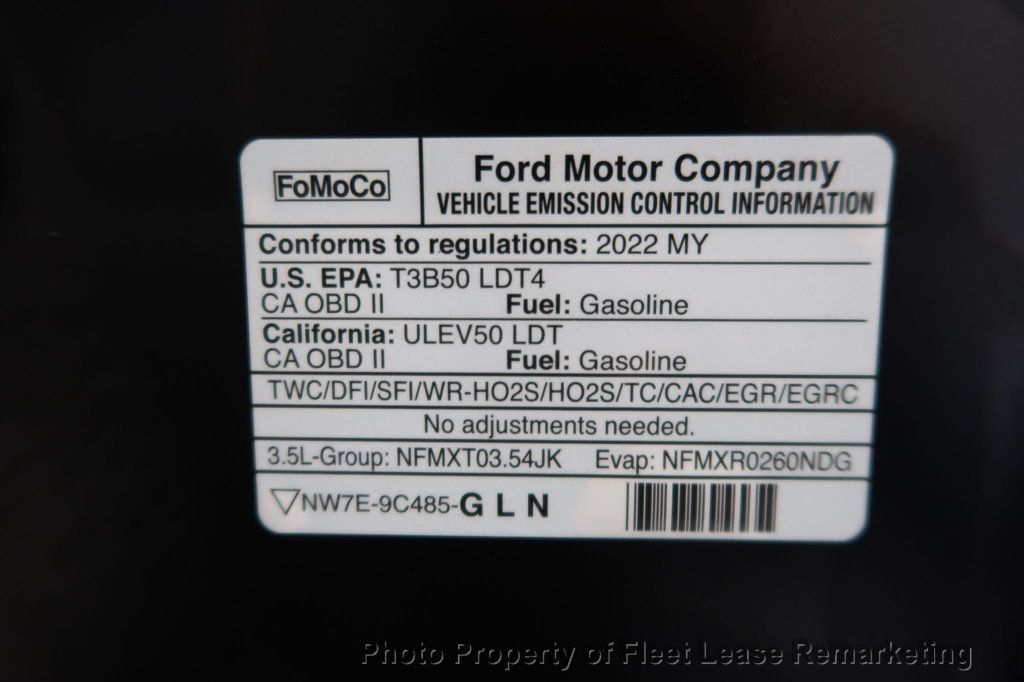 FoMoCo
Ford Motor Company
VEHICLE EMISSION CONTROL INFORMATION
Conforms to regulations: 2022 MY
U.S. EPA: T3B50 LDT4
CA OBD II Fuel: Gasoline
California: ULEV50 LDT
CA OBD II Fuel: Gasoline
TWC/DFI/SFI/WR-HO2S/HO2S/TC/CAC/EGR/EGRC
No adjustments needed.
3.5L-Group: NFMXT03.54JK Evap: NFMXR0260NDG
NW7E-9C485-G L N
Photo Property of Fleet Lease Remarketing